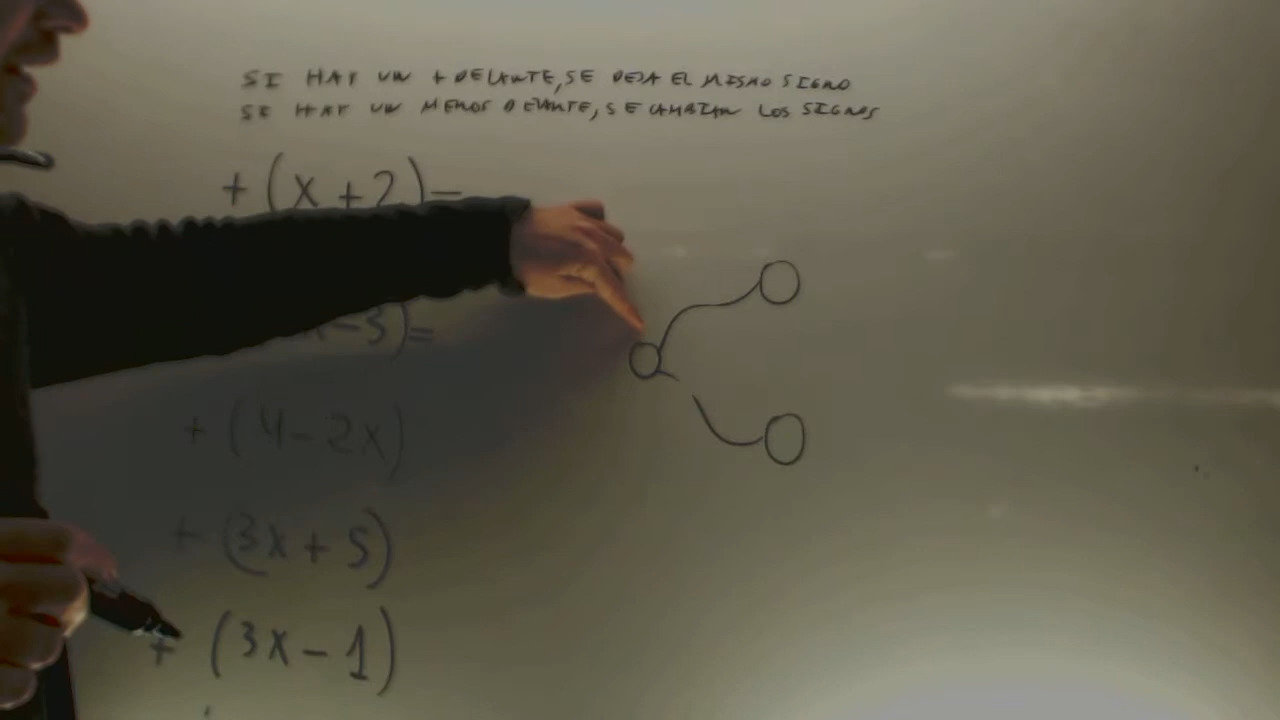 SI HAY UN + DELANTE, SE DEJA EL MISMO SIGNO
SI HAY UN MENOS DELANTE, SE CAMBIAN LOS SIGNOS
+ (x + 2) =
x - 3) =
+ (4 - 2x)
+ (3x + 5)
+ (3x - 1)